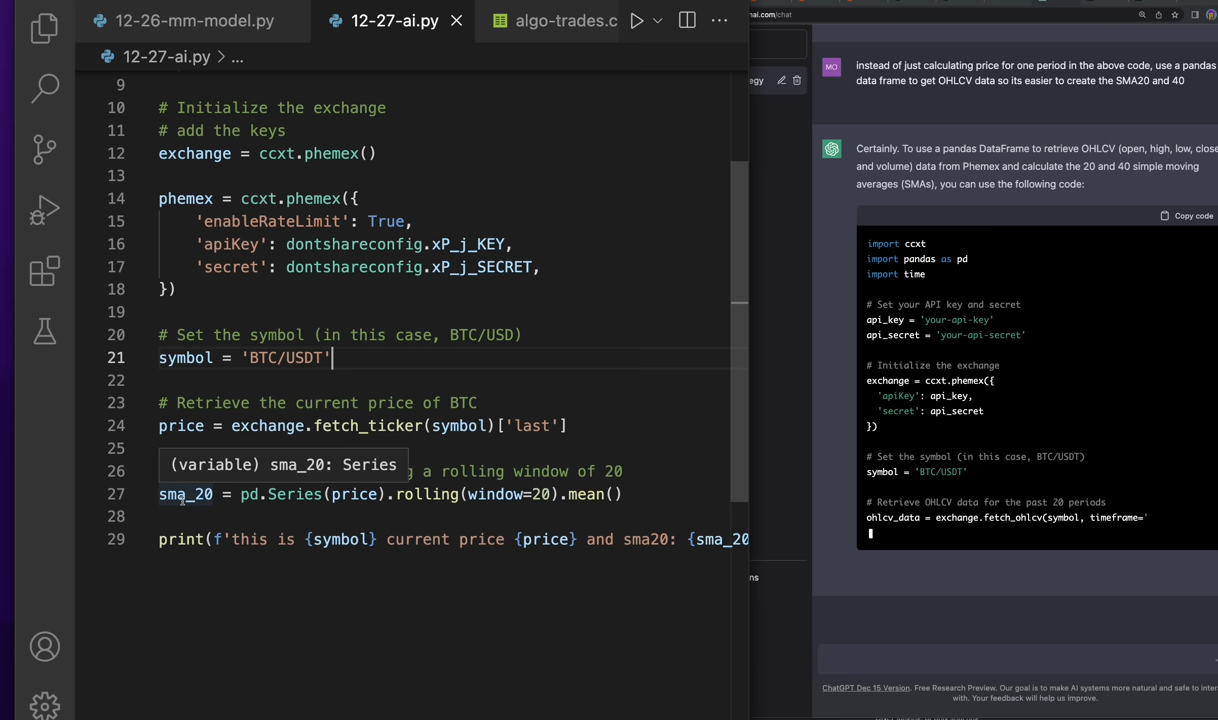 12-26-mm-model.py
12-27-ai.py
algo-trades.c
12-27-ai.py > ...
9
10 # Initialize the exchange
11 # add the keys
12 exchange = ccxt.phemex()
13
14 phemex = ccxt.phemex({
15 'enableRateLimit': True,
16 'apiKey': dontshareconfig.xP_j_KEY,
17 'secret': dontshareconfig.xP_j_SECRET,
18 })
19
20 # Set the symbol (in this case, BTC/USD)
21 symbol = 'BTC/USDT'
22
23 # Retrieve the current price of BTC
24 price = exchange.fetch_ticker(symbol)['last']
25
(variable) sma_20: Series
26 g a rolling window of 20
27 sma_20 = pd.Series(price).rolling(window=20).mean()
28
29 print(f'this is {symbol} current price {price} and sma20: {sma_20
nai.com/chat
egy
ns
MO
instead of just calculating price for one period in the above code, use a pandas
data frame to get OHLCV data so its easier to create the SMA20 and 40
Certainly. To use a pandas DataFrame to retrieve OHLCV (open, high, low, close
and volume) data from Phemex and calculate the 20 and 40 simple moving
averages (SMAs), you can use the following code:
Copy code
import ccxt
import pandas as pd
import time
# Set your API key and secret
api_key = 'your-api-key'
api_secret = 'your-api-secret'
# Initialize the exchange
exchange = ccxt.phemex({
'apiKey': api_key,
'secret': api_secret
})
# Set the symbol (in this case, BTC/USDT)
symbol = 'BTC/USDT'
# Retrieve OHLCV data for the past 20 periods
ohlcv_data = exchange.fetch_ohlcv(symbol, timeframe='
ChatGPT Dec 15 Version. Free Research Preview. Our goal is to make AI systems more natural and safe to inter
with. Your feedback will help us improve.